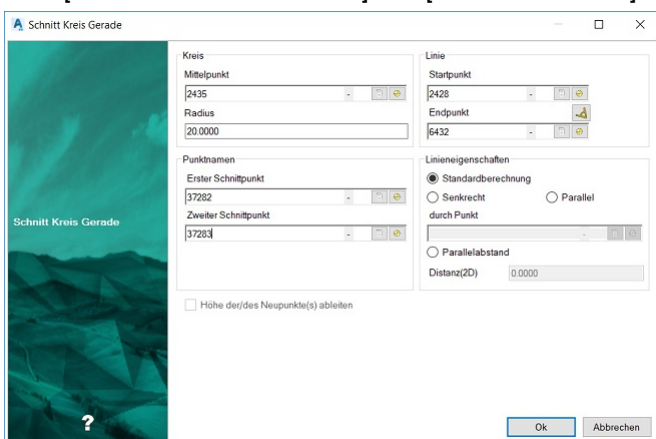 Schnitt Kreis Gerade
Kreis
Mittelpunkt
2435
Radius
20.0000
Linie
Startpunkt
2428
Endpunkt
6432
Punktnamen
Erster Schnittpunkt
37282
Zweiter Schnittpunkt
37283
Linieneigenschaften
Standardberechnung
Senkrecht
Parallel
durch Punkt
Parallelabstand
Distanz(2D)
0.0000
Schnitt Kreis Gerade
Höhe der/des Neupunkte(s) ableiten
?
Ok
Abbrechen